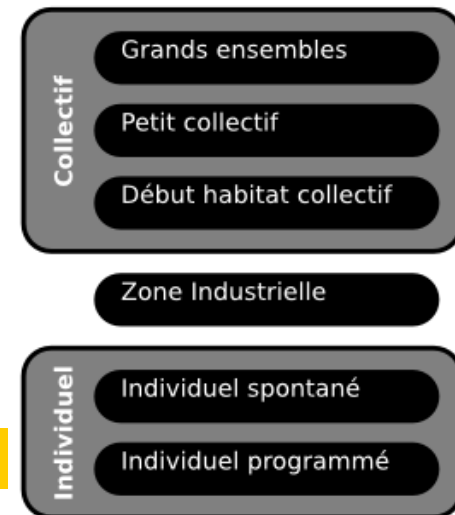 Collectif
Grands ensembles
Petit collectif
Début habitat collectif
Zone Industrielle
Individuel
Individuel spontané
Individuel programmé